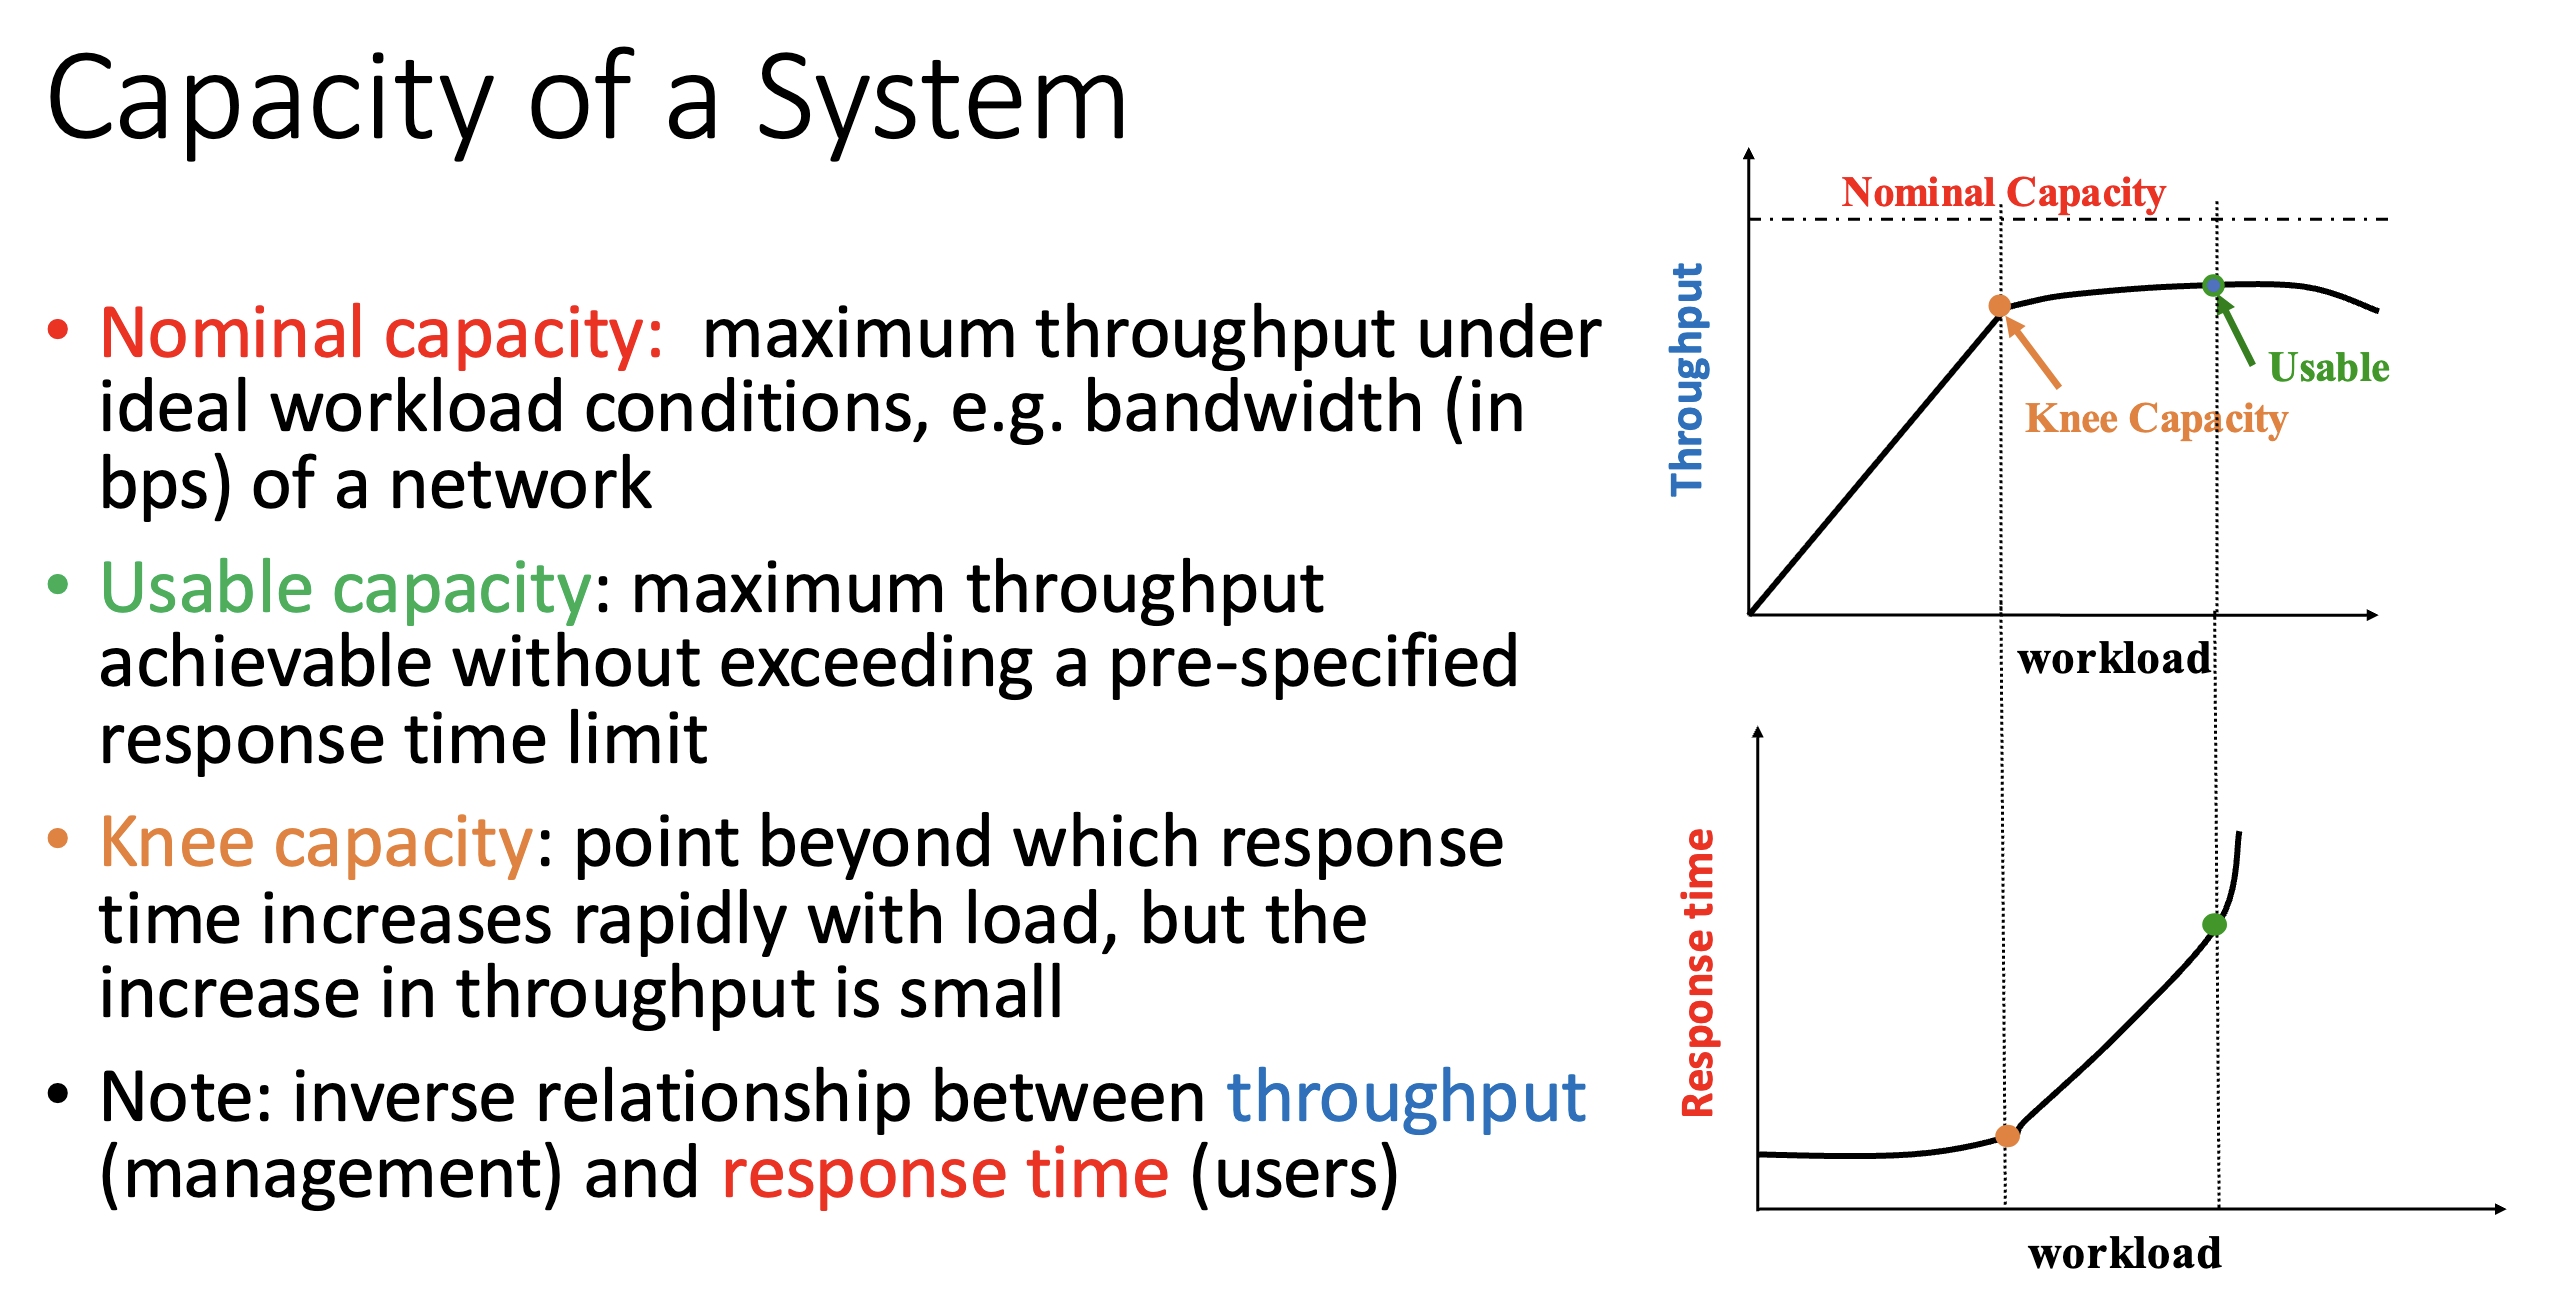 Capacity of a System
• Nominal capacity: maximum throughput under
ideal workload conditions, e.g. bandwidth (in
bps) of a network
• Usable capacity: maximum throughput
achievable without exceeding a pre-specified
response time limit
• Knee capacity: point beyond which response
time increases rapidly with load, but the
increase in throughput is small
• Note: inverse relationship between throughput
(management) and response time (users)
Nominal Capacity
Throughput
Usable
Knee Capacity
workload
Response time
workload